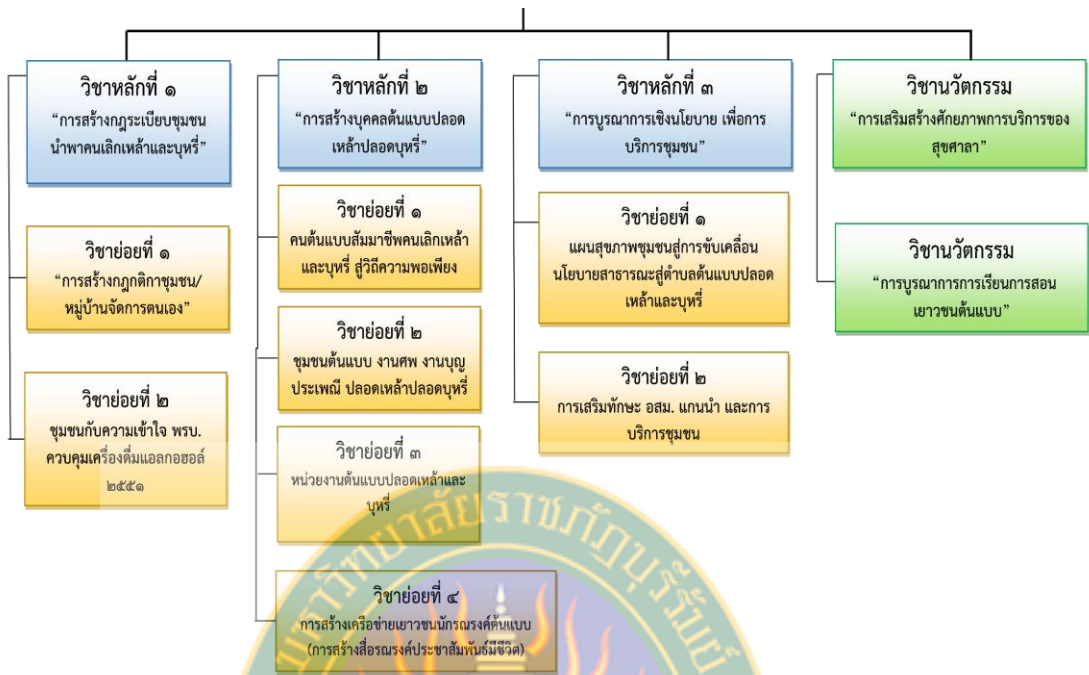 วิชาหลักที่ ๑
“การสร้างกฎระเบียบชุมชน
นำพาคนเลิกเหล้าและบุหรี่”
วิชาย่อยที่ ๑
“การสร้างกฎกติกาชุมชน/
หมู่บ้านจัดการตนเอง”
วิชาย่อยที่ ๒
ชุมชนกับความเข้าใจ พรบ.
ควบคุมเครื่องดื่มแอลกอฮอล์
๒๕๕๑
วิชาหลักที่ ๒
“การสร้างบุคคลต้นแบบปลอด
เหล้าปลอดบุหรี่”
วิชาย่อยที่ ๑
คนต้นแบบสัมมาชีพคนเลิกเหล้า
และบุหรี่ สู่วิถีความพอเพียง
วิชาย่อยที่ ๒
ชุมชนต้นแบบ งานศพ งานบุญ
ประเพณี ปลอดเหล้าปลอดบุหรี่
วิชาย่อยที่ ๓
หน่วยงานต้นแบบปลอดเหล้าและ
บุหรี่
วิชาย่อยที่ ๔
การสร้างเครือข่ายเยาวชนนักรณรงค์ต้นแบบ
(การสร้างสื่อรณรงค์ประชาสัมพันธ์มีชีวิต)
วิชาหลักที่ ๓
“การบูรณาการเชิงนโยบาย เพื่อการ
บริการชุมชน”
วิชาย่อยที่ ๑
แผนสุขภาพชุมชนสู่การขับเคลื่อน
นโยบายสาธารณะสู่ตำบลต้นแบบปลอด
เหล้าและบุหรี่
วิชาย่อยที่ ๒
การเสริมทักษะ อสม. แกนนำ และการ
บริการชุมชน
วิชานวัตกรรม
“การเสริมสร้างศักยภาพการบริการของ
สุขศาลา”
วิชานวัตกรรม
“การบูรณาการการเรียนการสอน
เยาวชนต้นแบบ”
มหาวิทยาลัยราชภัฏบุรีรัมย์